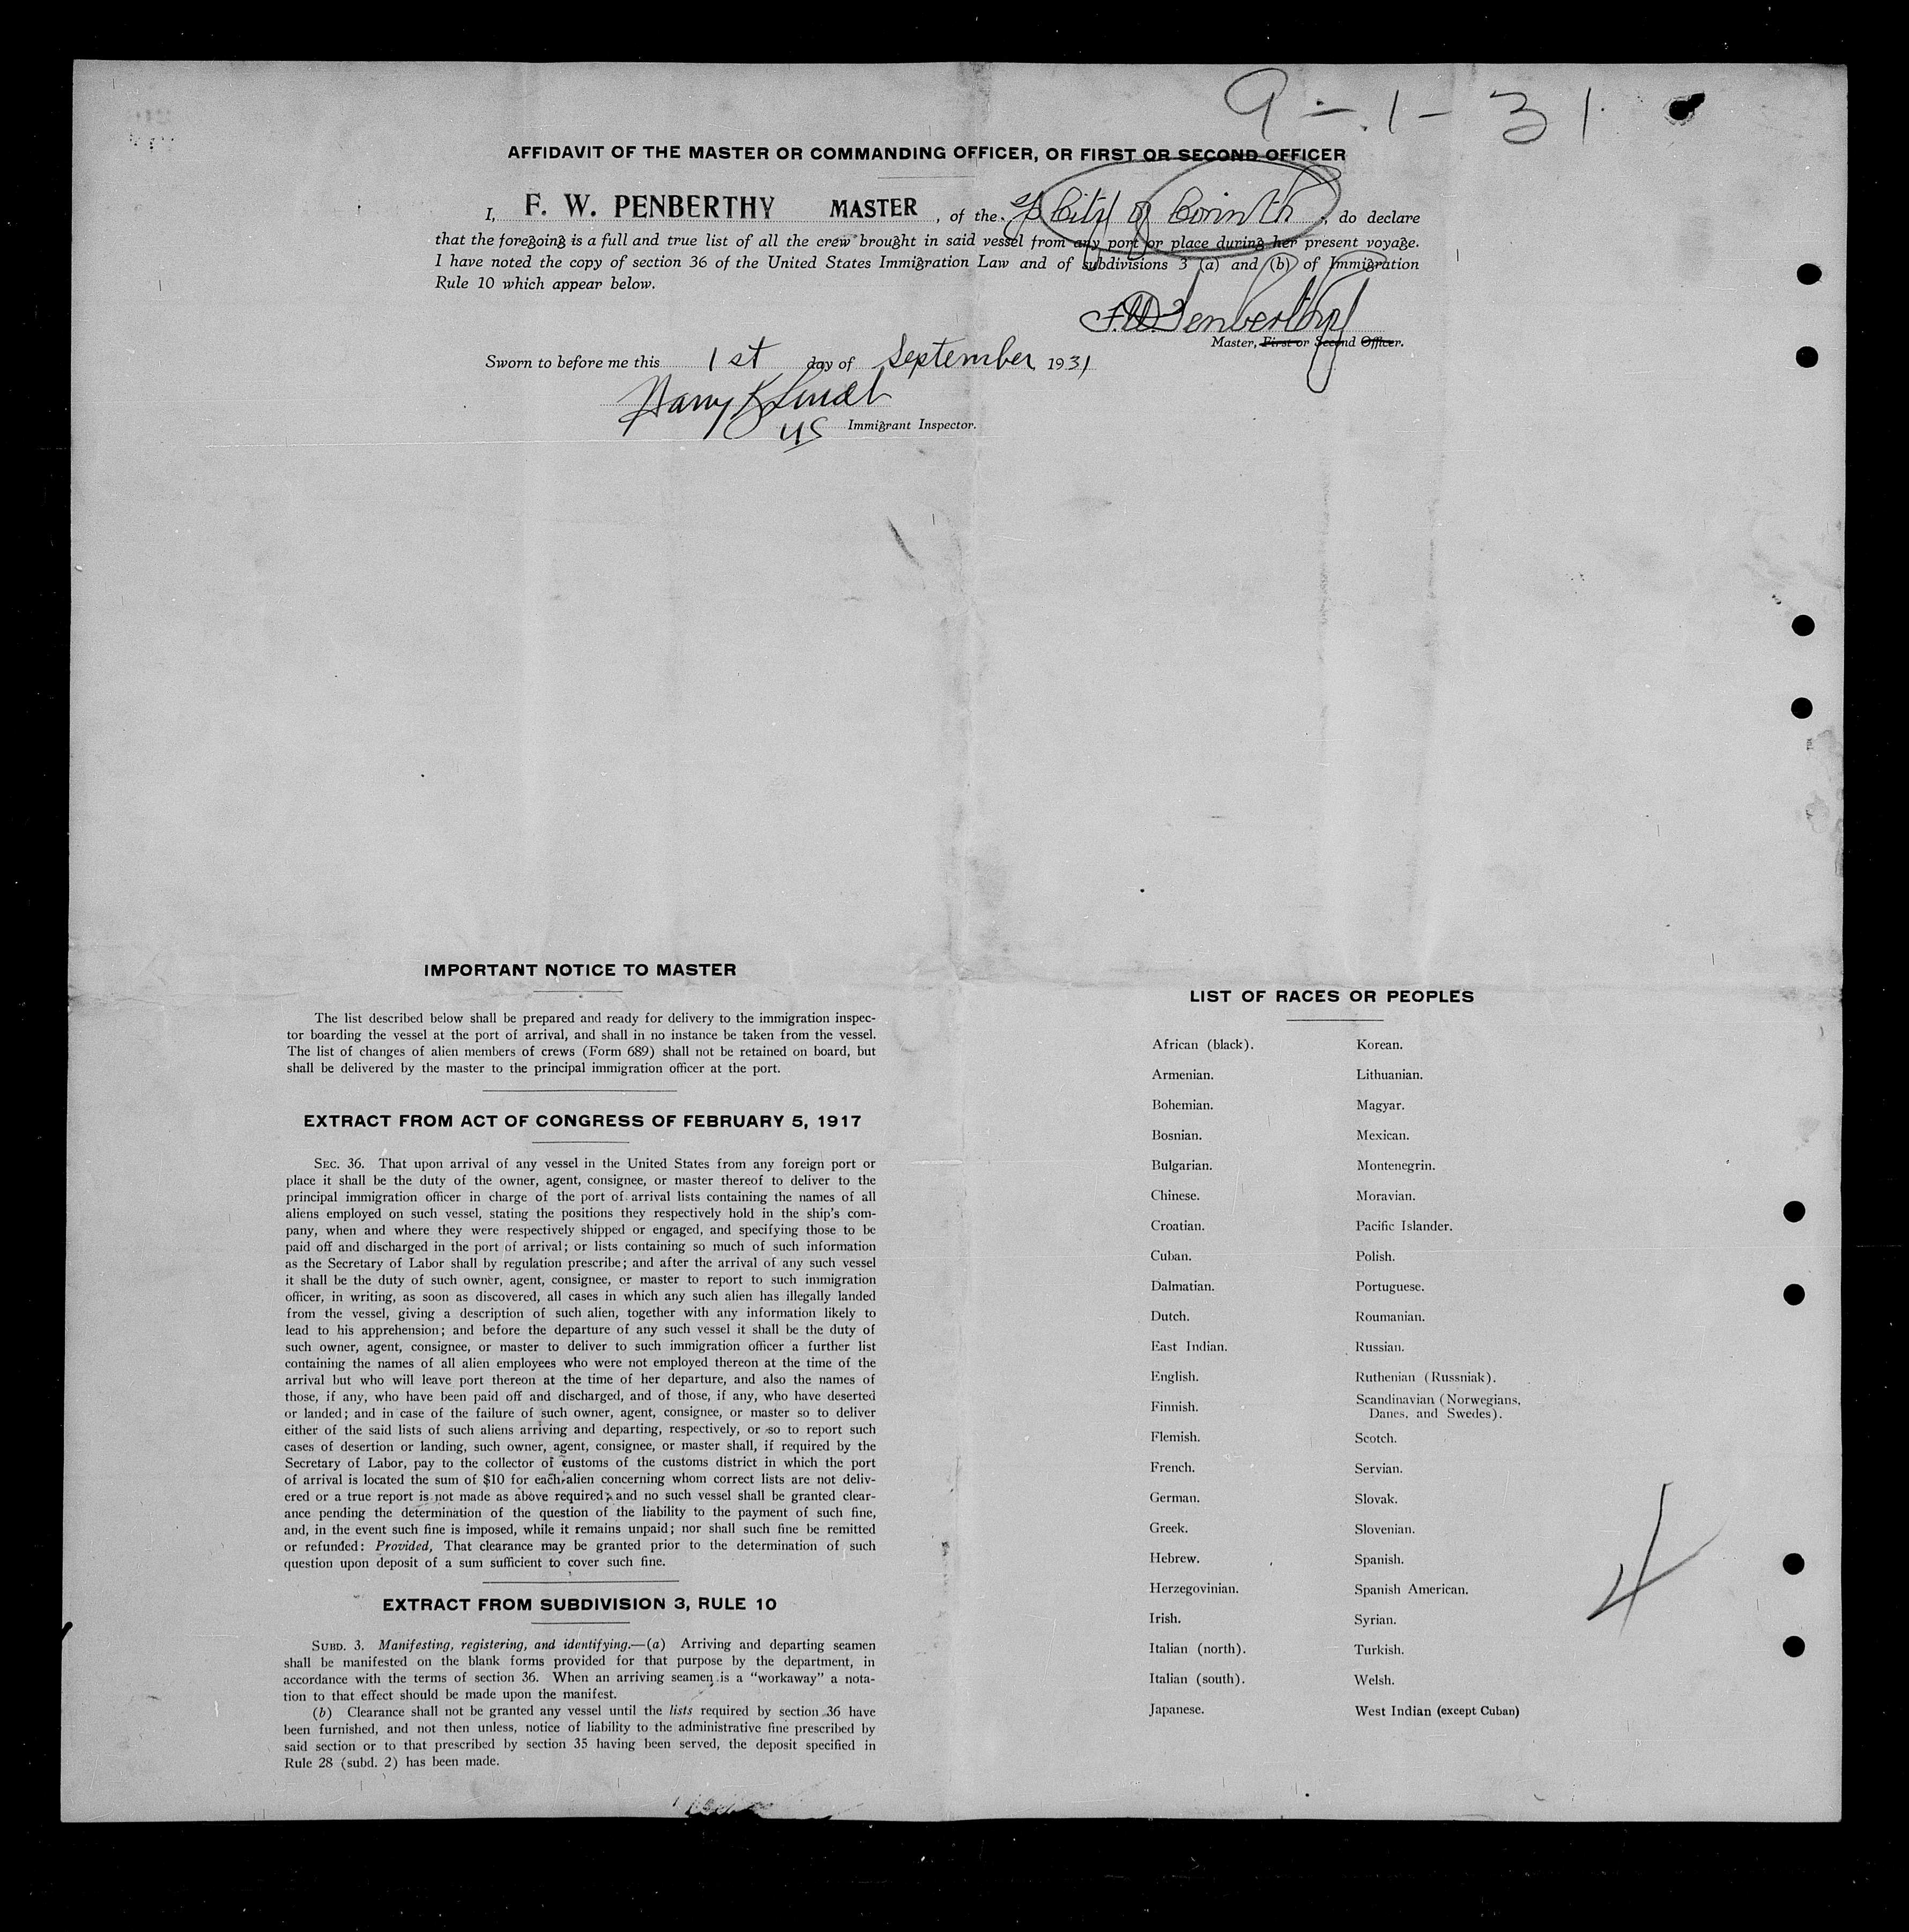 9-1-31
AFFIDAVIT OF THE MASTER OR COMMANDING OFFICER, OR FIRST OR SECOND OFFICER
I, F. W. PENBERTHY MASTER, of the City of Corinth, do declare
that the foregoing is a full and true list of all the crew brought in said vessel from any port or place during her present voyage.
I have noted the copy of section 36 of the United States Immigration Law and of subdivisions 3 (a) and (b) of Immigration
Rule 10 which appear below.
F.W. Penberthy
Master, First or Second Officer.
Sworn to before me this 1st day of September 1931
Harry
US Immigrant Inspector.
IMPORTANT NOTICE TO MASTER
The list described below shall be prepared and ready for delivery to the immigration inspec-
tor boarding the vessel at the port of arrival, and shall in no instance be taken from the vessel.
The list of changes of alien members of crews (Form 689) shall not be retained on board, but
shall be delivered by the master to the principal immigration officer at the port.
EXTRACT FROM ACT OF CONGRESS OF FEBRUARY 5, 1917
SEC. 36. That upon arrival of any vessel in the United States from any foreign port or
place it shall be the duty of the owner, agent, consignee, or master thereof to deliver to the
principal immigration officer in charge of the port of arrival lists containing the names of all
aliens employed on such vessel, stating the positions they respectively hold in the ship's com-
pany, when and where they were respectively shipped or engaged, and specifying those to be
paid off and discharged in the port of arrival; or lists containing so much of such information
as the Secretary of Labor shall by regulation prescribe; and after the arrival of any such vessel
it shall be the duty of such owner, agent, consignee, or master to report to such immigration
officer, in writing, as soon as discovered, all cases in which any such alien has illegally landed
from the vessel, giving a description of such alien, together with any information likely to
lead to his apprehension; and before the departure of any such vessel it shall be the duty of
such owner, agent, consignee, or master to deliver to such immigration officer a further list
containing the names of all alien employees who were not employed thereon at the time of the
arrival but who will leave port thereon at the time of her departure, and also the names of
those, if any, who have been paid off and discharged, and of those, if any, who have deserted
or landed; and in case of the failure of such owner, agent, consignee, or master so to deliver
either of the said lists of such aliens arriving and departing, respectively, or so to report such
cases of desertion or landing, such owner, agent, consignee, or master shall, if required by the
Secretary of Labor, pay to the collector of customs of the customs district in which the port
of arrival is located the sum of $10 for each alien concerning whom correct lists are not deliv-
ered or a true report is not made as above required; and no such vessel shall be granted clear-
ance pending the determination of the question of the liability to the payment of such fine,
and, in the event such fine is imposed, while it remains unpaid; nor shall such fine be remitted
or refunded: Provided, That clearance may be granted prior to the determination of such
question upon deposit of a sum sufficient to cover such fine.
EXTRACT FROM SUBDIVISION 3, RULE 10
SUBD. 3. Manifesting, registering, and identifying.—(a) Arriving and departing seamen
shall be manifested on the blank forms provided for that purpose by the department, in
accordance with the terms of section 36. When an arriving seamen is a "workaway" a nota-
tion to that effect should be made upon the manifest.
(b) Clearance shall not be granted any vessel until the lists required by section 36 have
been furnished, and not then unless, notice of liability to the administrative fine prescribed by
said section or to that prescribed by section 35 having been served, the deposit specified in
Rule 28 (subd. 2) has been made.
LIST OF RACES OR PEOPLES
African (black).
Armenian.
Bohemian.
Bosnian.
Bulgarian.
Chinese.
Croatian.
Cuban.
Dalmatian.
Dutch.
East Indian.
English.
Finnish.
Flemish.
French.
German.
Greek.
Hebrew.
Herzegovinian.
Irish.
Italian (north).
Italian (south).
Japanese.
Korean.
Lithuanian.
Magyar.
Mexican.
Montenegrin.
Moravian.
Pacific Islander.
Polish.
Portuguese.
Roumanian.
Russian.
Ruthenian (Russniak).
Scandinavian (Norwegians,
Danes, and Swedes).
Scotch.
Servian.
Slovak.
Slovenian.
Spanish.
Spanish American.
Syrian.
Turkish.
Welsh.
West Indian (except Cuban)
4